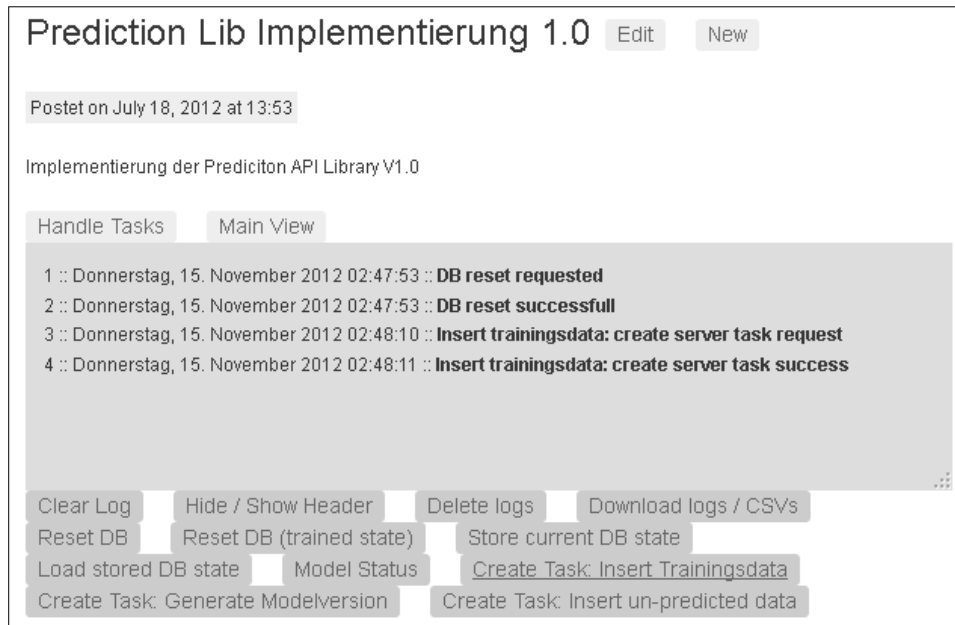 Prediction Lib Implementierung 1.0 Edit New
Postet on July 18, 2012 at 13:53
Implementierung der Prediciton API Library V1.0
Handle Tasks Main View
1 :: Donnerstag, 15. November 2012 02:47:53 :: DB reset requested
2 :: Donnerstag, 15. November 2012 02:47:53 :: DB reset successfull
3 :: Donnerstag, 15. November 2012 02:48:10 :: Insert trainingsdata: create server task request
4 :: Donnerstag, 15. November 2012 02:48:11 :: Insert trainingsdata: create server task success
Clear Log Hide / Show Header Delete logs Download logs / CSVs
Reset DB Reset DB (trained state) Store current DB state
Load stored DB state Model Status Create Task: Insert Trainingsdata
Create Task: Generate Modelversion Create Task: Insert un-predicted data